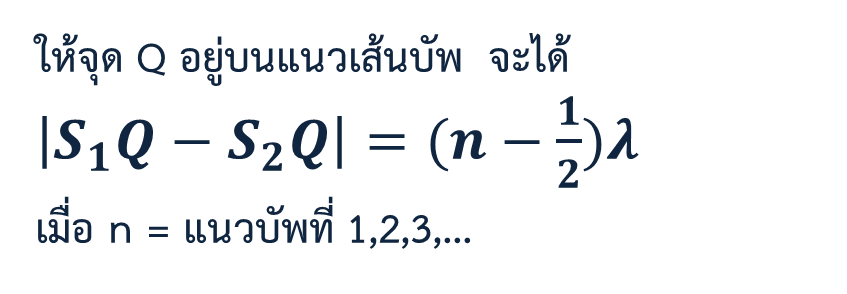 ให้จุด Q อยู่บนแนวเส้นบัพ จะได้
|S₁Q − S₂Q| = (n − 1/2)λ
เมื่อ n = แนวบัพที่ 1,2,3,...